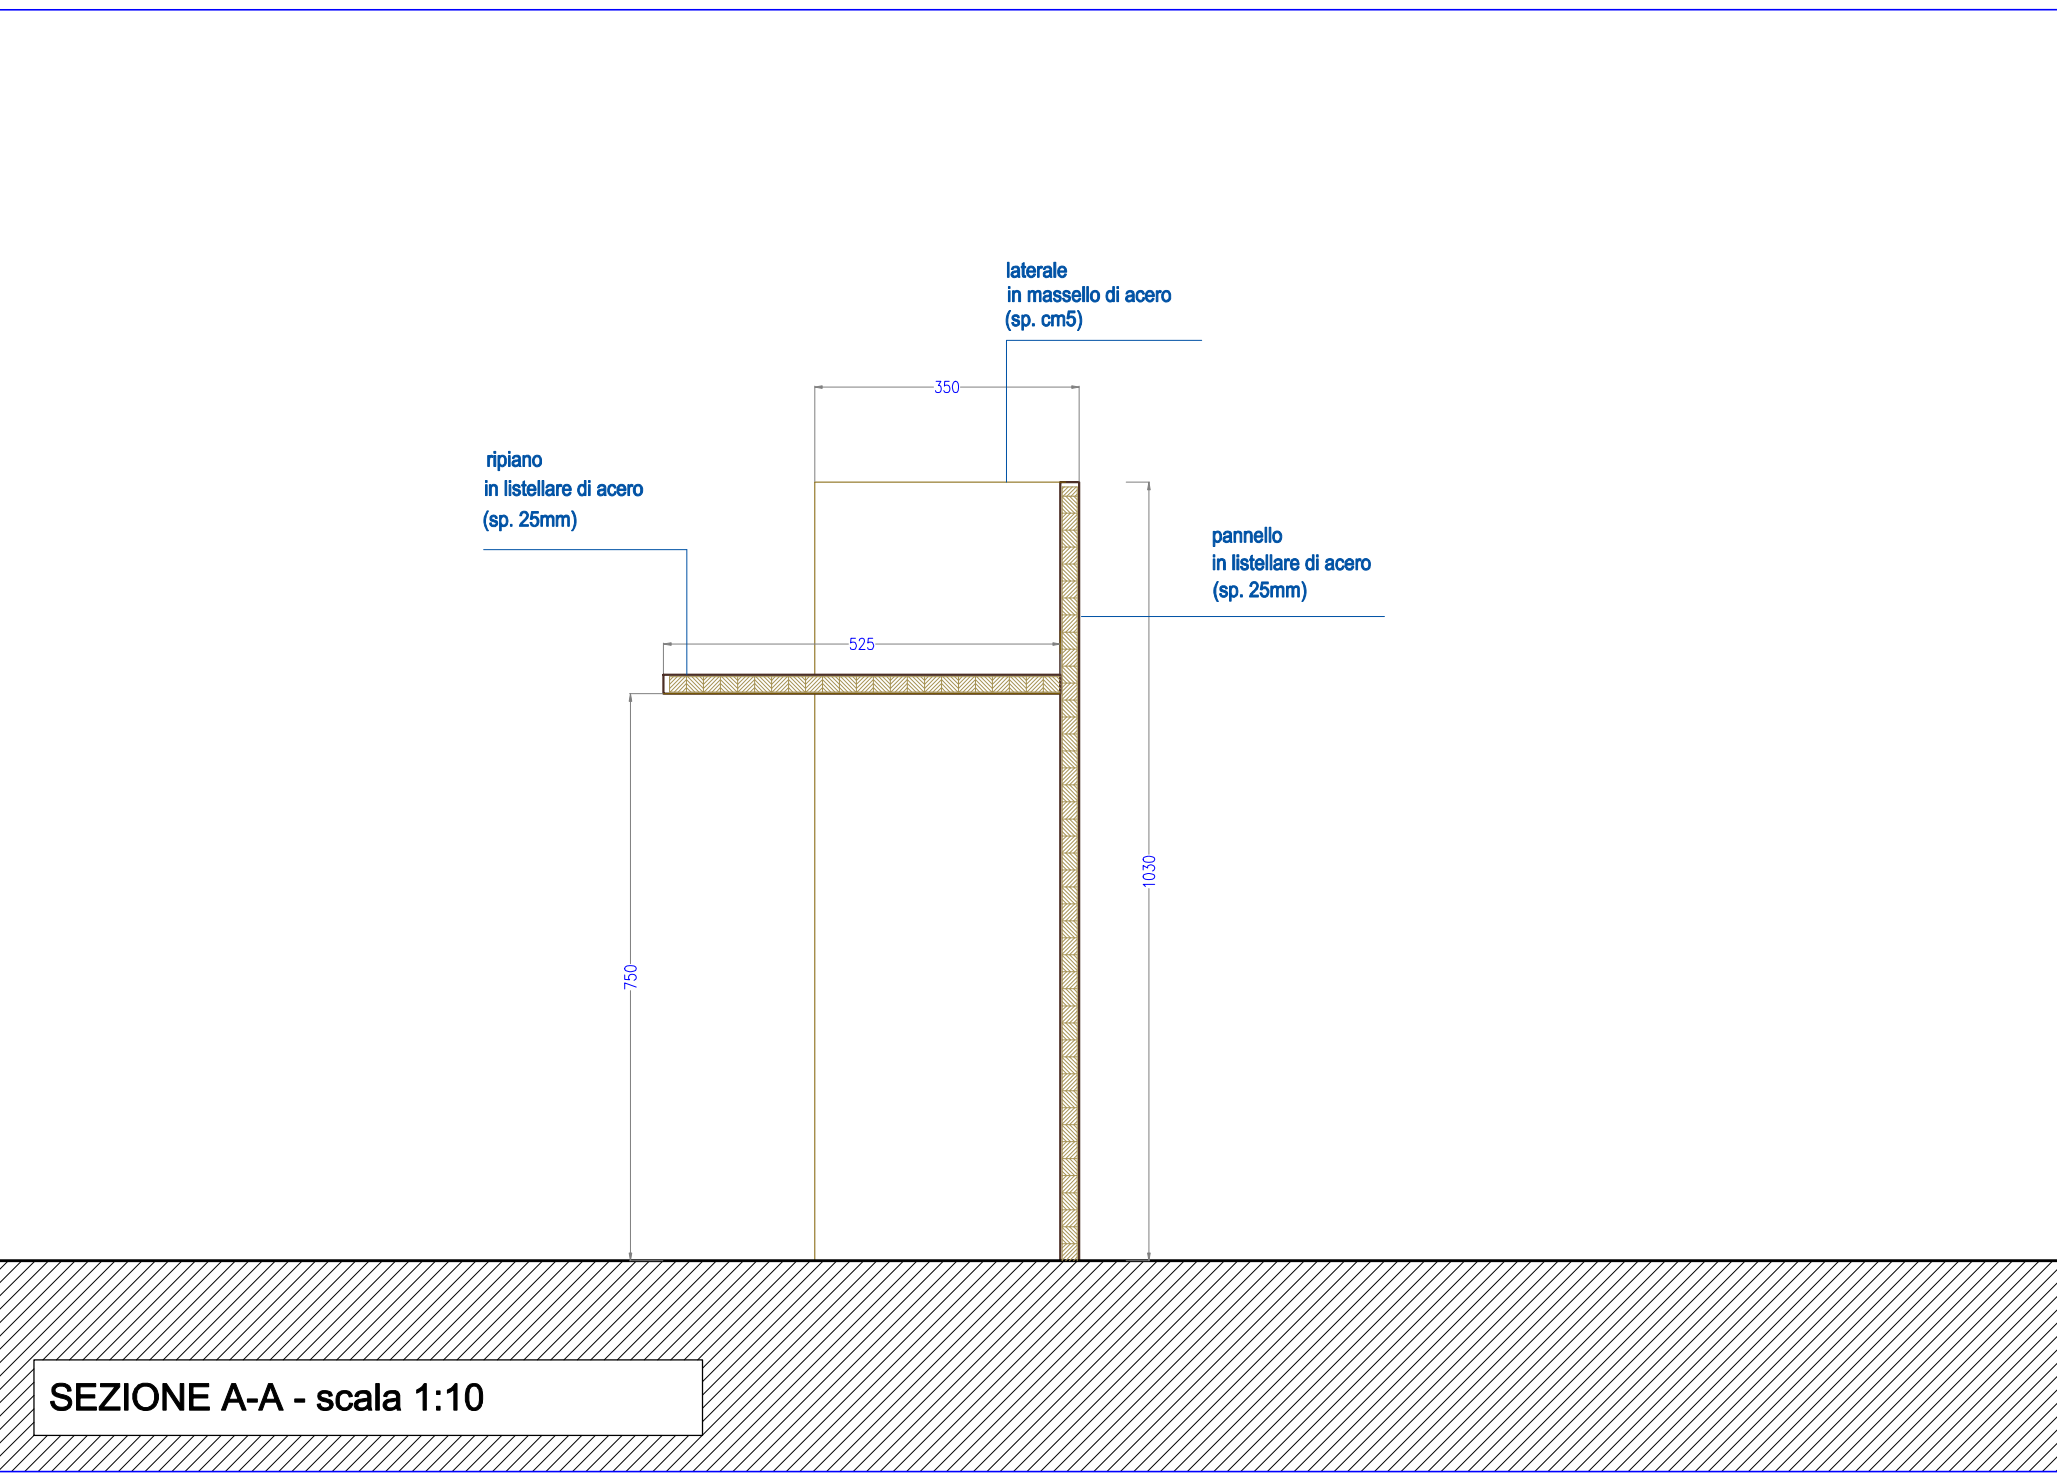 laterale
in massello di acero
(sp. cm5)
350
ripiano
in listellare di acero
(sp. 25mm)
pannello
in listellare di acero
(sp. 25mm)
525
1030
750
SEZIONE A-A - scala 1:10